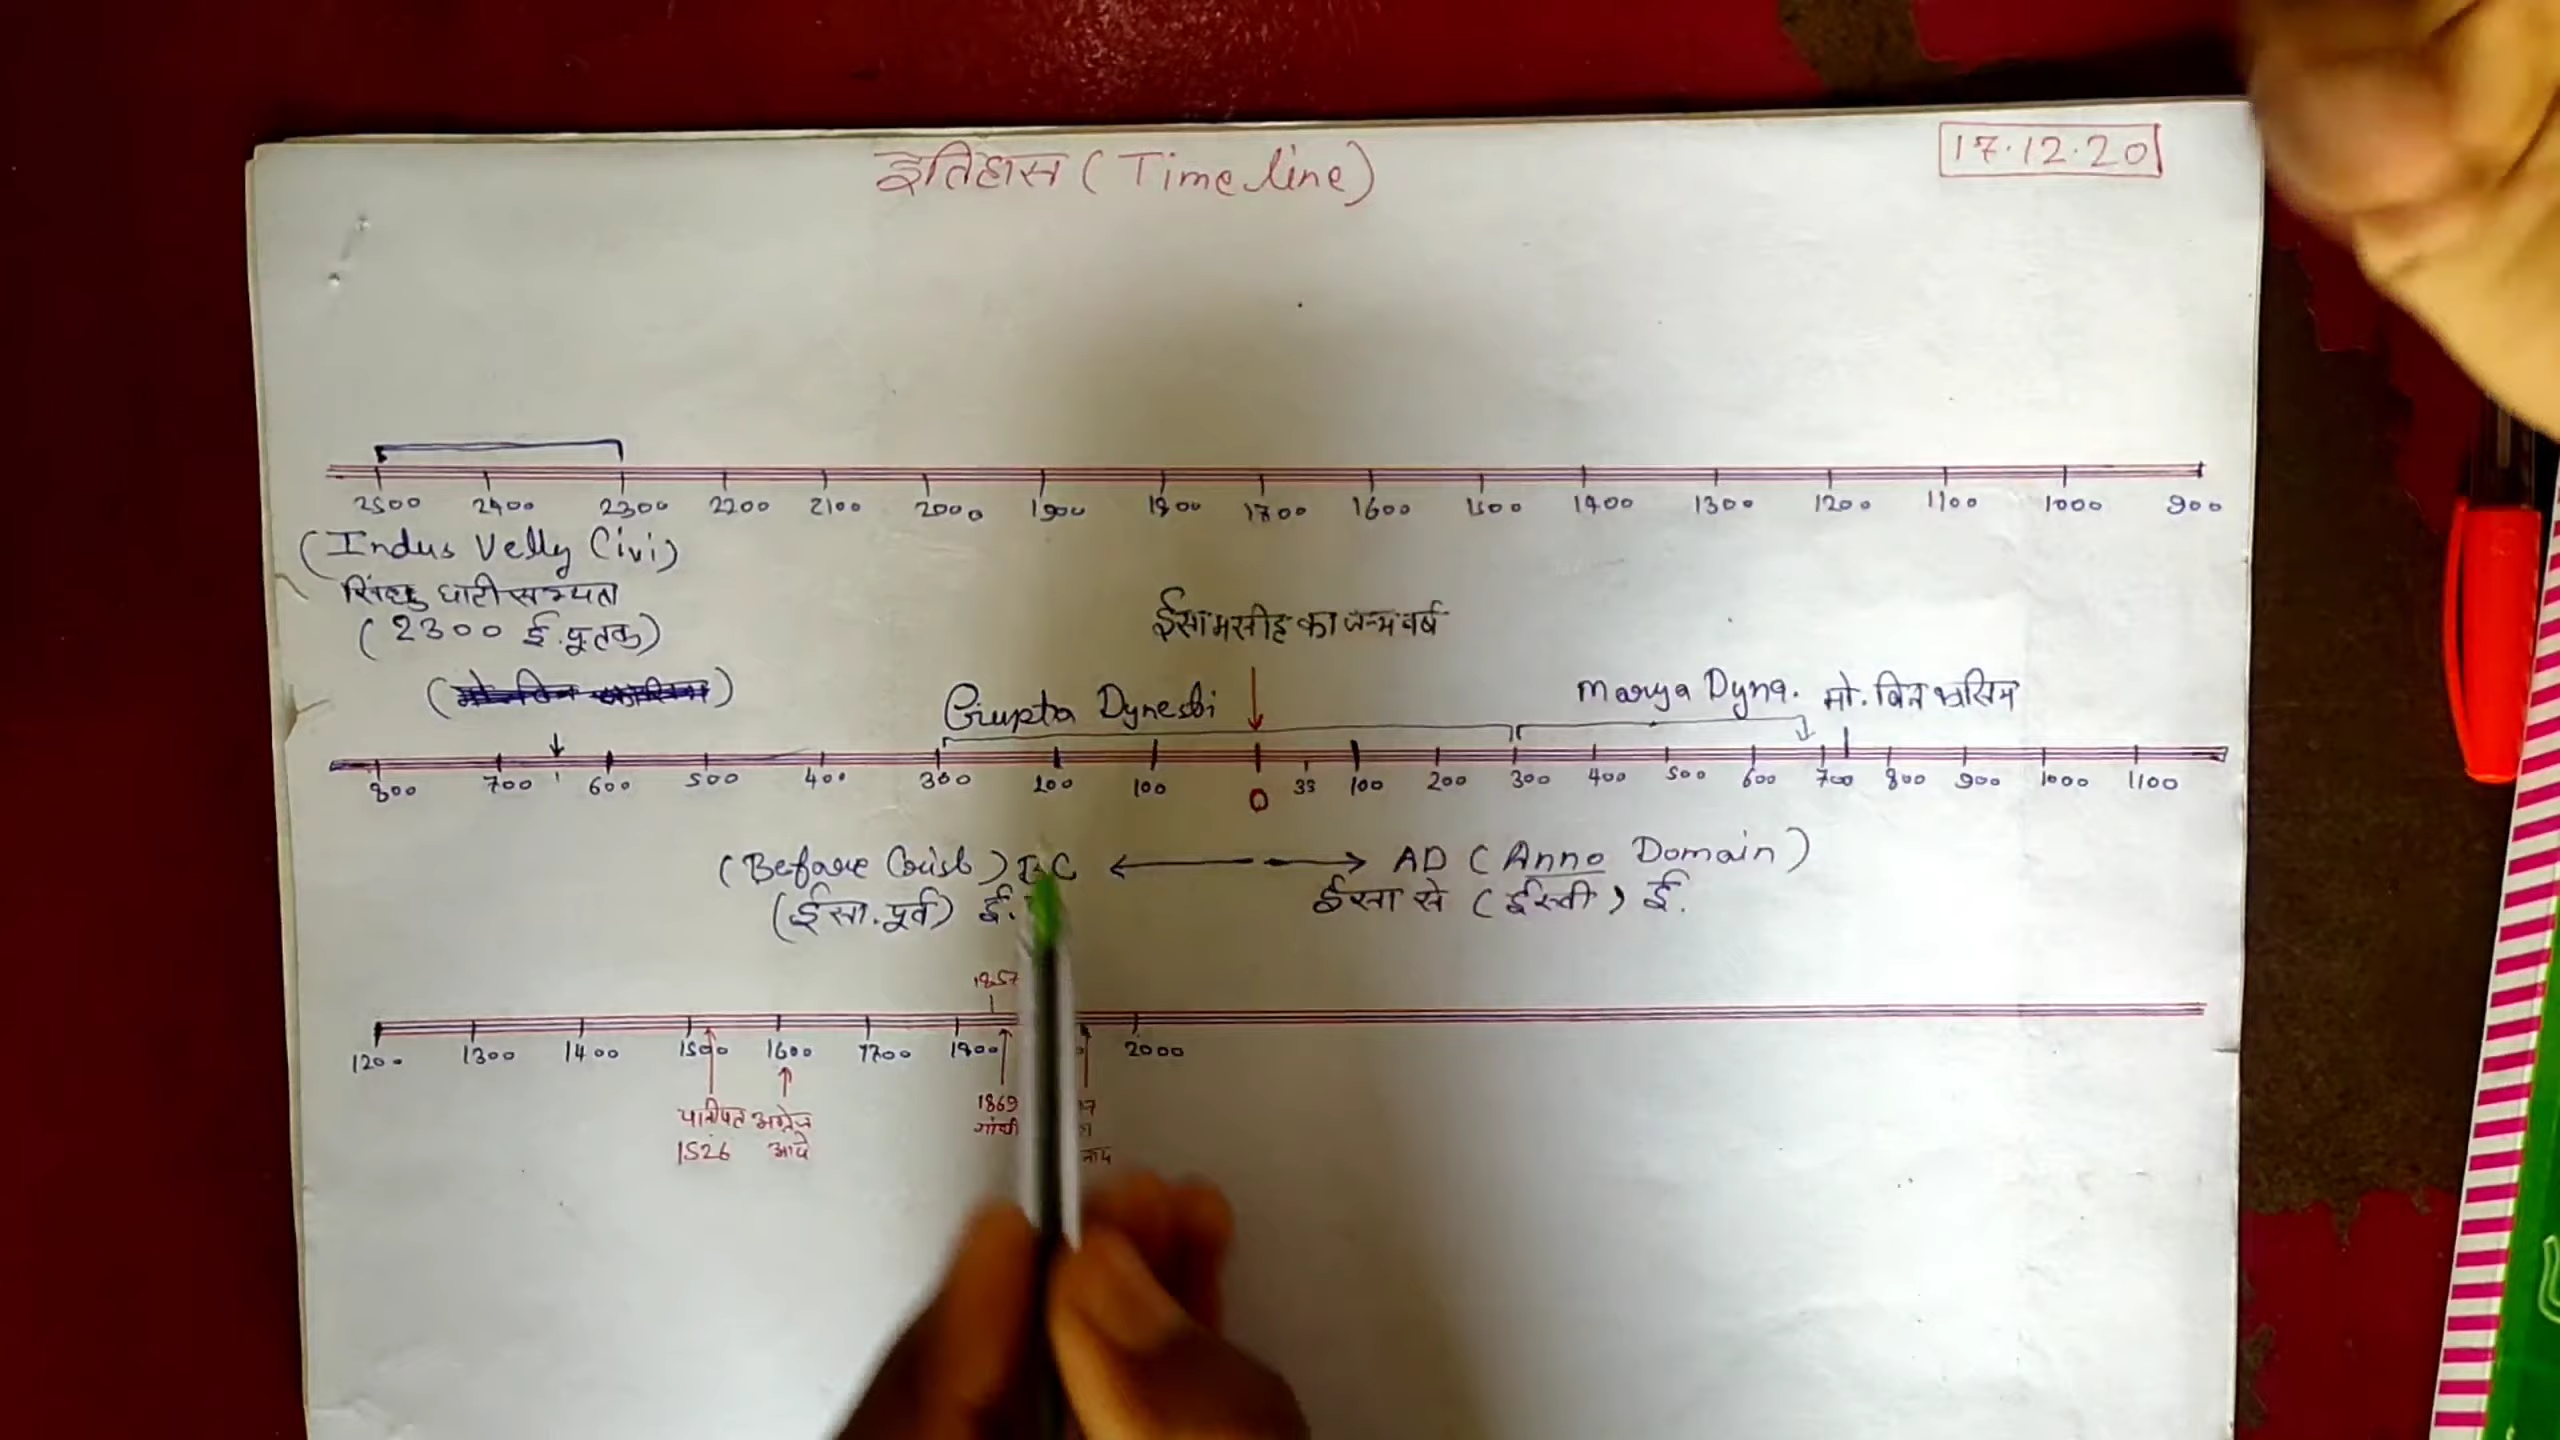 इतिहास (Time line)
17.12.20
2500 2400 2300 2200 2100 2000 1900 1800 1700 1600 1500 1400 1300 1200 1100 1000 900
(Indus Velly Civi)
सिंधु घाटी सभ्यता
(2300 ई.पू.तक)
ईसा मसीह का जन्म वर्ष
Gupta Dynesbi
Marya Dyna. मो. बिन कासिम
800 700 600 500 400 300 200 100 0 33 100 200 300 400 500 600 700 800 900 1000 1100
(Before Crist) BC AD (Anno Domain)
(ईसा.पूर्व) ई. ईसा से (ईस्वी) ई.
1857
1200 1300 1400 1500 1600 1700 1800 2000
पानीपत अंग्रेज 1869
1526 आये गांधी